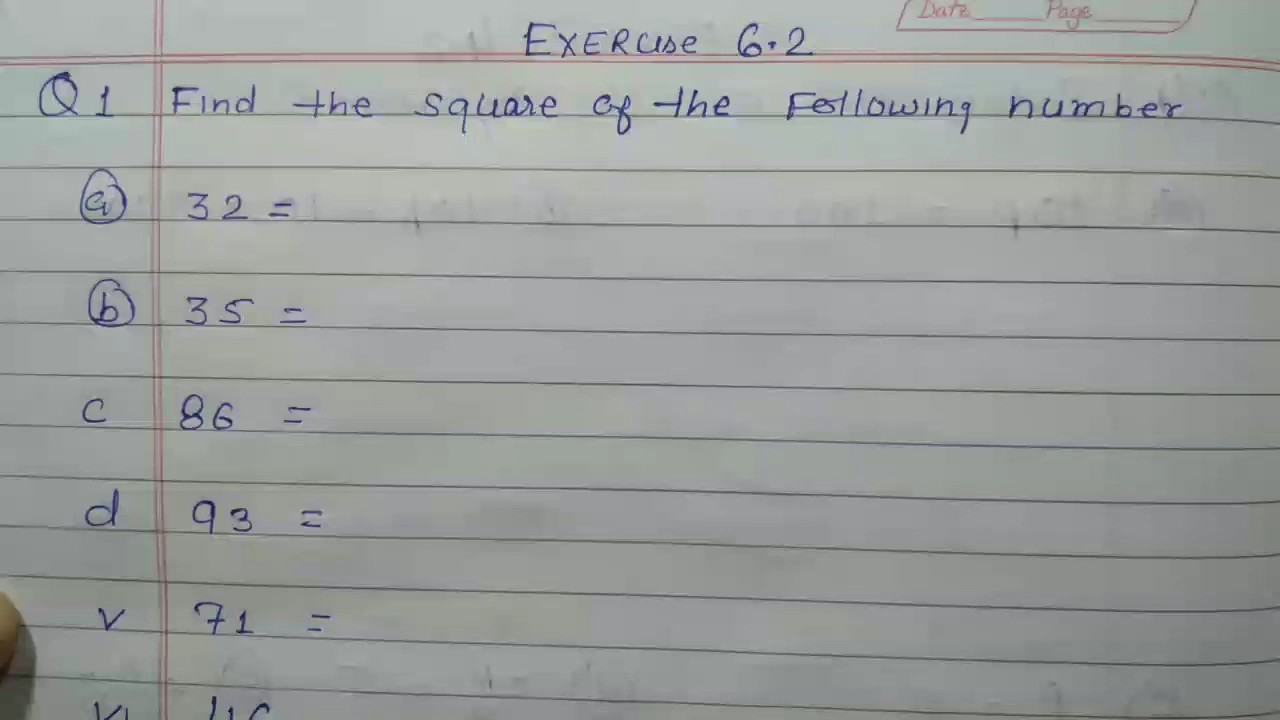 Date Page
EXERCISE 6.2
Q1 Find the square of the Following number
(a) 32 =
(b) 35 =
c 86 =
d 93 =
v 71 =